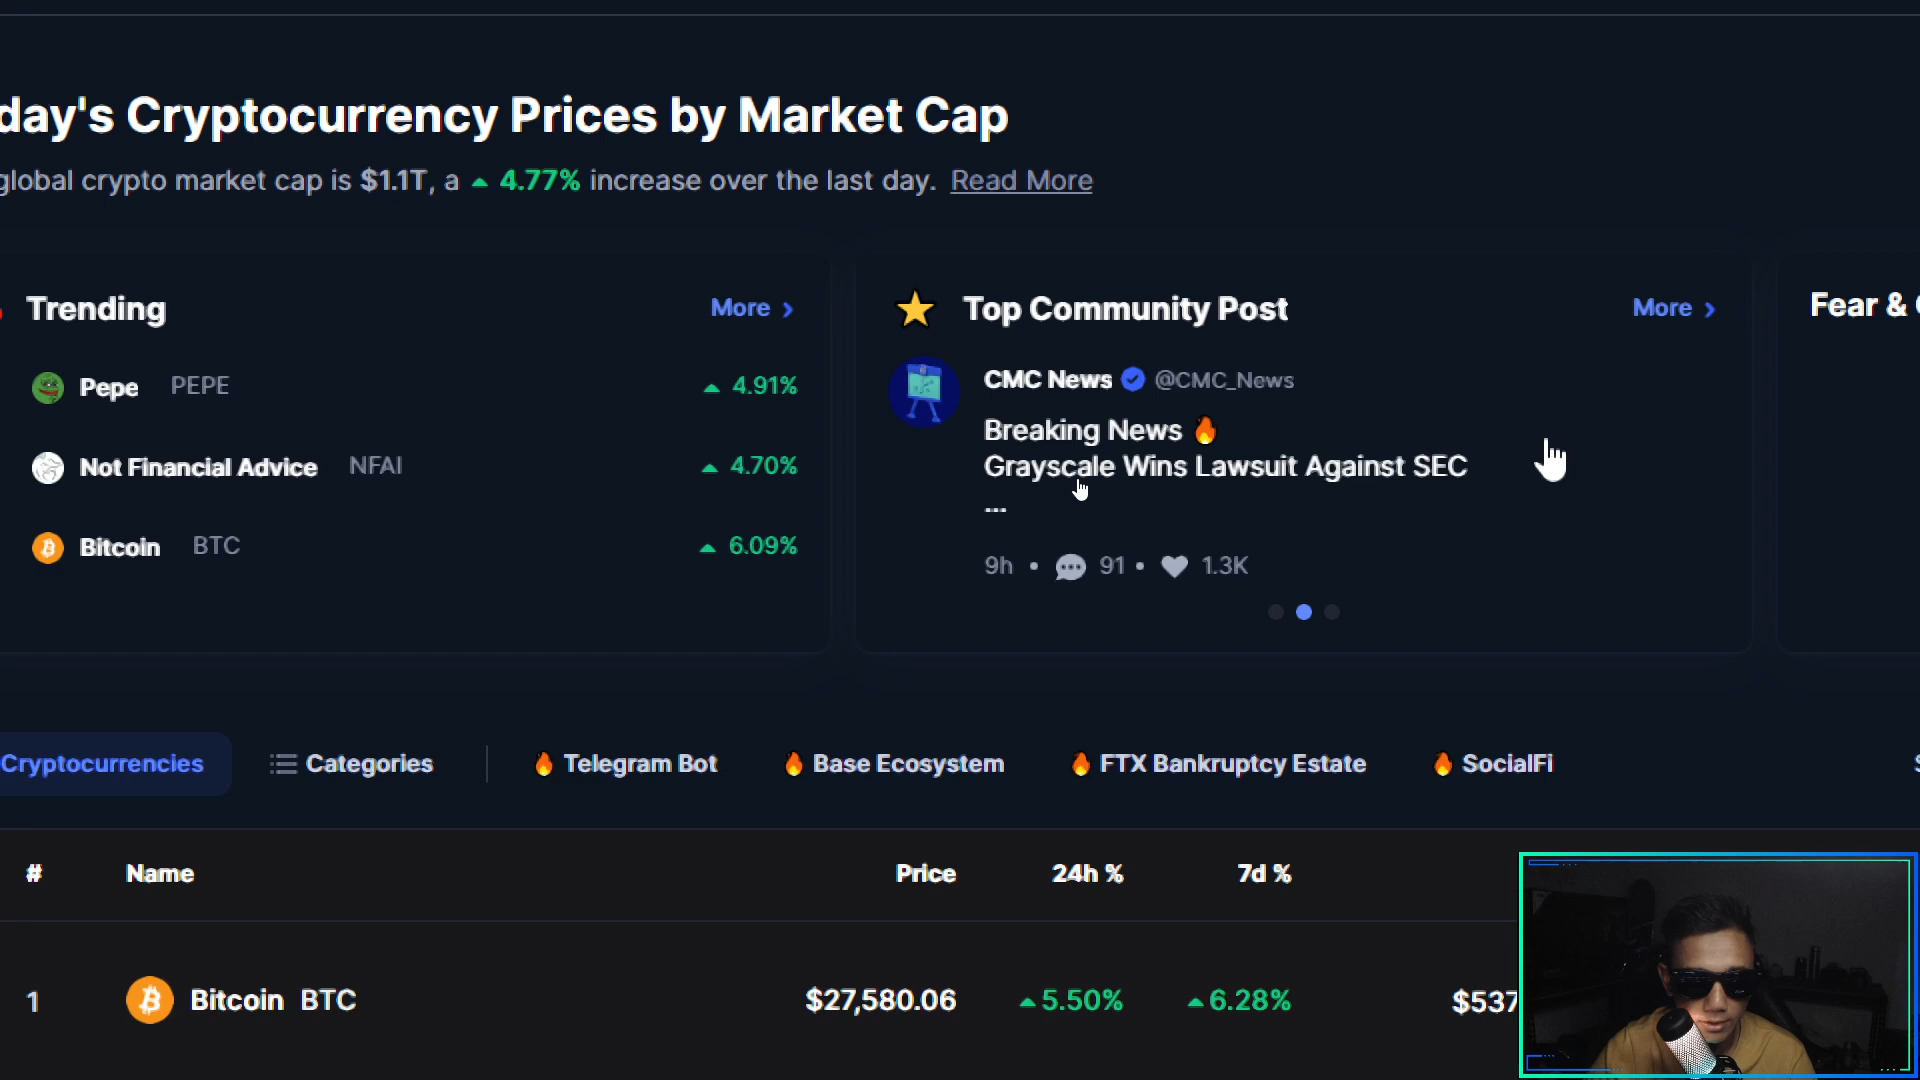 day's Cryptocurrency Prices by Market Cap
global crypto market cap is $1.1T, a ▲ 4.77% increase over the last day. Read More
Trending More >
Pepe PEPE ▲ 4.91%
Not Financial Advice NFAI ▲ 4.70%
Bitcoin BTC ▲ 6.09%
Top Community Post More >
CMC News @CMC_News
Breaking News 🔥
Grayscale Wins Lawsuit Against SEC
...
9h • 91 • 1.3K
Fear &
Cryptocurrencies Categories 🔥 Telegram Bot 🔥 Base Ecosystem 🔥 FTX Bankruptcy Estate 🔥 SocialFi
# Name Price 24h % 7d %
1 Bitcoin BTC $27,580.06 ▲ 5.50% ▲ 6.28% $537